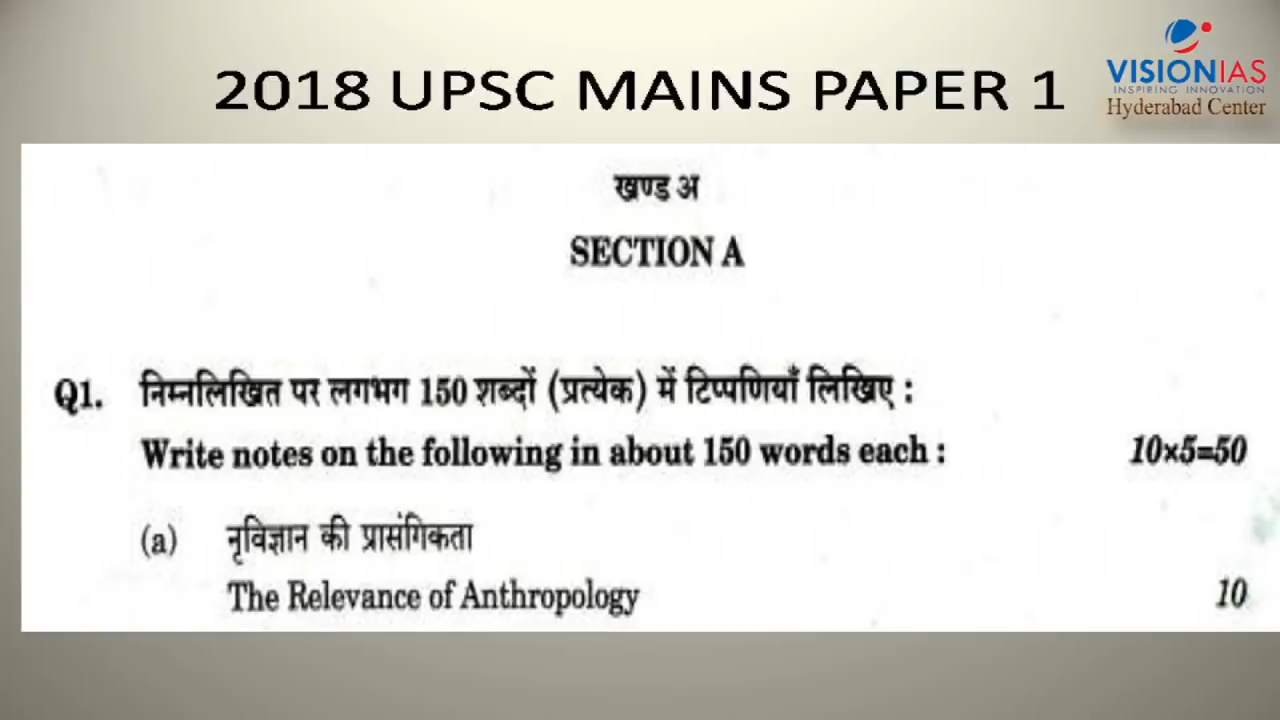 2018 UPSC MAINS PAPER 1
VISIONIAS
INSPIRING INNOVATION
Hyderabad Center
खण्ड अ
SECTION A
Q1. निम्नलिखित पर लगभग 150 शब्दों (प्रत्येक) में टिप्पणियाँ लिखिए :
Write notes on the following in about 150 words each : 10×5=50
(a) नृविज्ञान की प्रासंगिकता
The Relevance of Anthropology 10